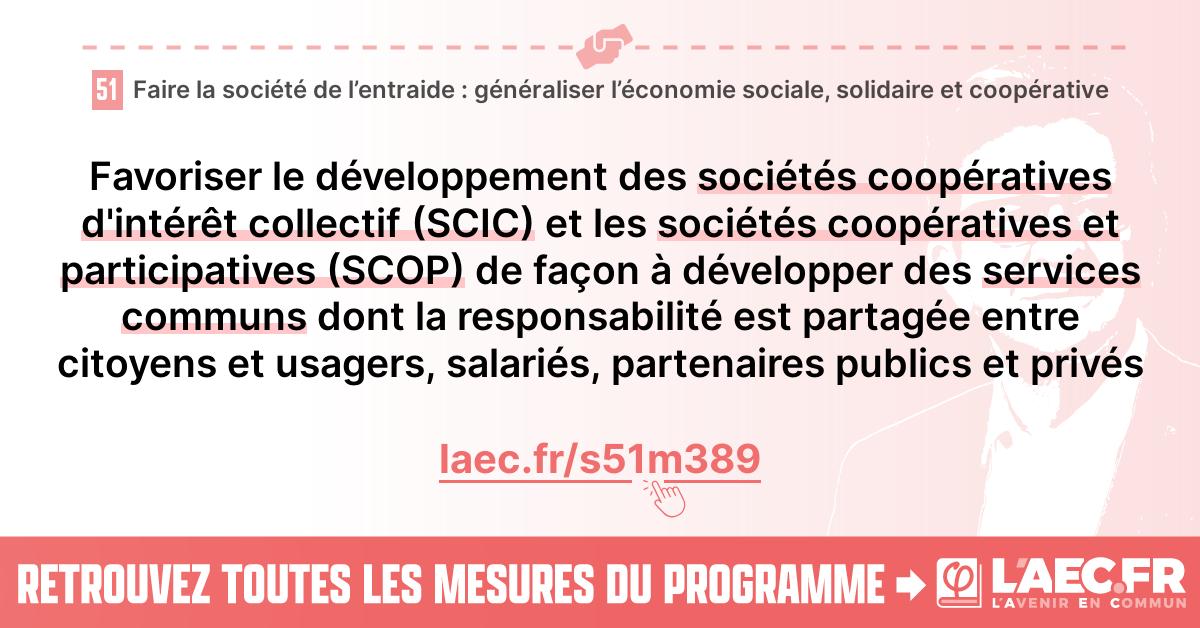 51 Faire la société de l’entraide : généraliser l’économie sociale, solidaire et coopérative
Favoriser le développement des sociétés coopératives
d'intérêt collectif (SCIC) et les sociétés coopératives et
participatives (SCOP) de façon à développer des services
communs dont la responsabilité est partagée entre
citoyens et usagers, salariés, partenaires publics et privés
laec.fr/s51m389
RETROUVEZ TOUTES LES MESURES DU PROGRAMME
L'AEC.FR
L'AVENIR EN COMMUN